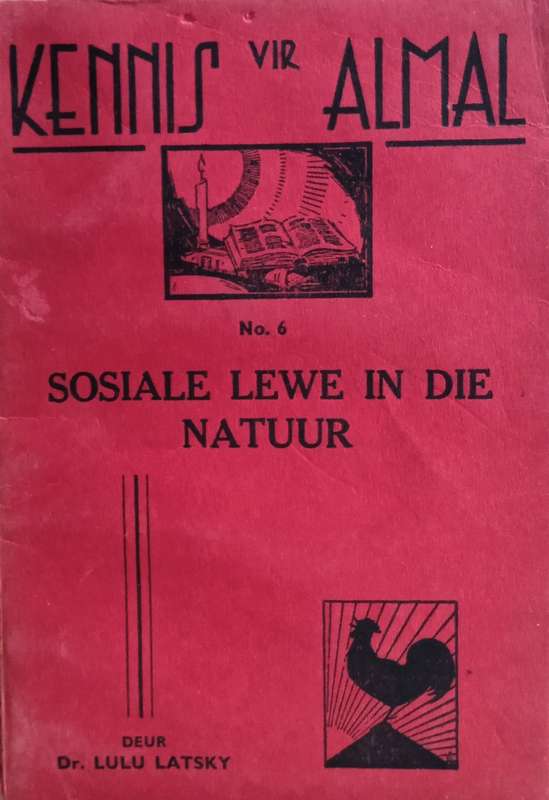 KENNIS VIR ALMAL
No. 6
SOSIALE LEWE IN DIE
NATUUR
DEUR
Dr. LULU LATSKY